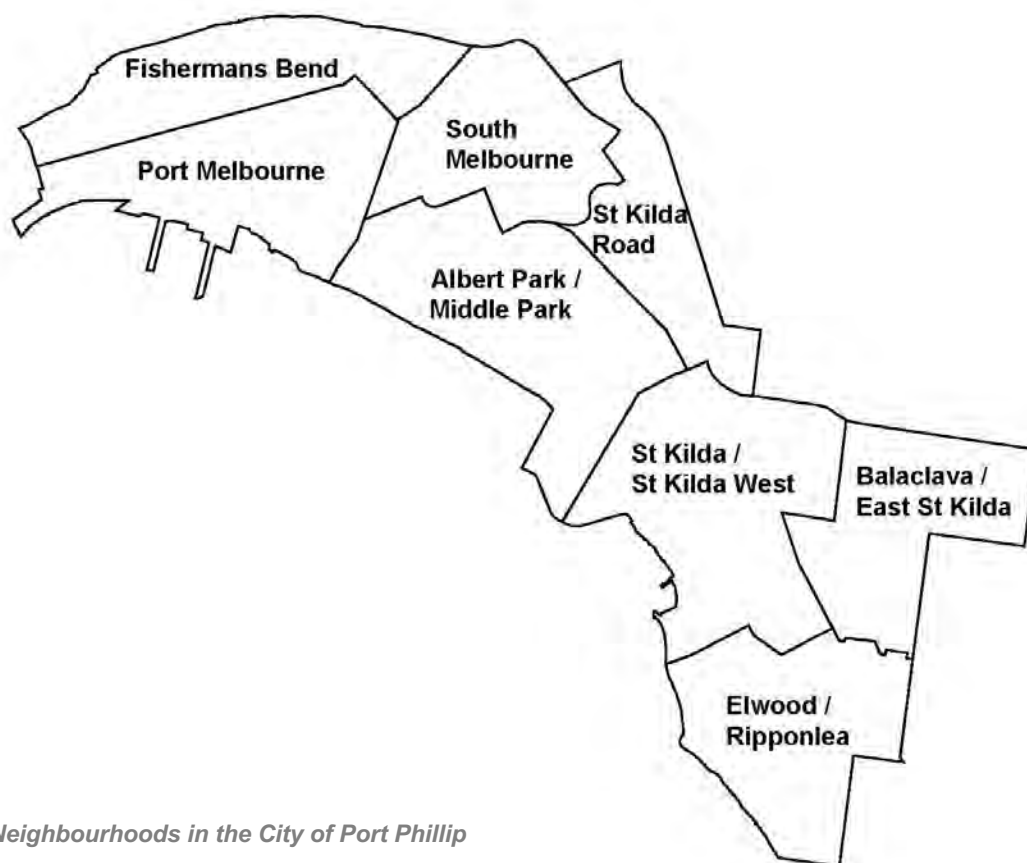 Fishermans Bend
Port Melbourne
South
Melbourne
St Kilda
Road
Albert Park /
Middle Park
St Kilda /
St Kilda West
Balaclava /
East St Kilda
Elwood /
Ripponlea
Neighbourhoods in the City of Port Phillip